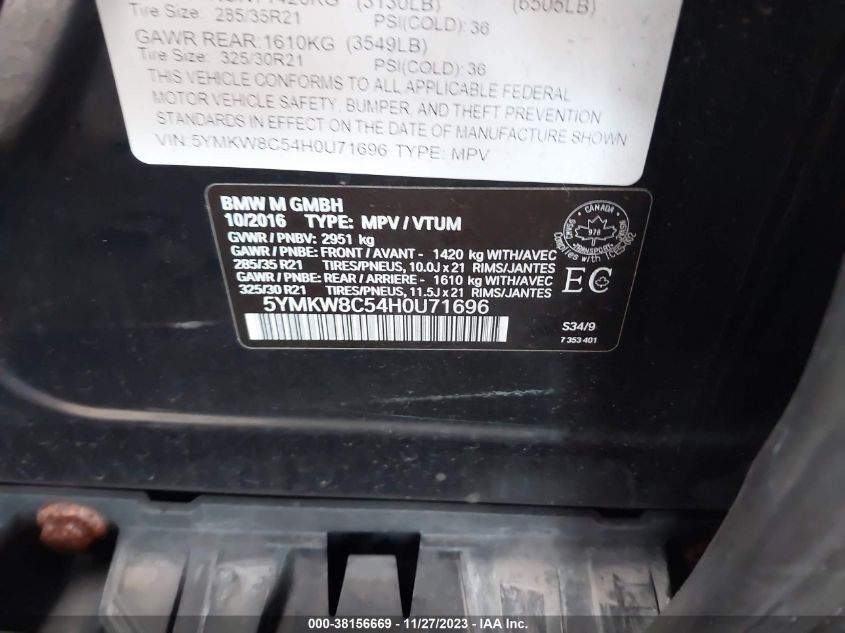 (3130LB) (6505LB)
285/35R21 PSI(COLD): 36
GAWR REAR:1610KG (3549LB)
Tire Size: 325/30R21 PSI(COLD): 36
THIS VEHICLE CONFORMS TO ALL APPLICABLE FEDERAL
MOTOR VEHICLE SAFETY, BUMPER, AND THEFT PREVENTION
STANDARDS IN EFFECT ON THE DATE OF MANUFACTURE SHOWN
VIN:5YMKW8C54H0U71696 TYPE: MPV
BMW M GMBH
10/2016 TYPE: MPV / VTUM
GVWR / PNBV: 2951 kg
GAWR / PNBE: FRONT / AVANT - 1420 kg WITH/AVEC
285/35 R21 TIRES/PNEUS, 10.0J x 21 RIMS/JANTES
GAWR / PNBE: REAR / ARRIERE - 1610 kg WITH/AVEC
325/30 R21 TIRES/PNEUS, 11.5J x 21 RIMS/JANTES
5YMKW8C54H0U71696
CANADA
978
TRANSPORT
EC
S34/9
7 353 401
000-38156669 - 11/27/2023 - IAA Inc.